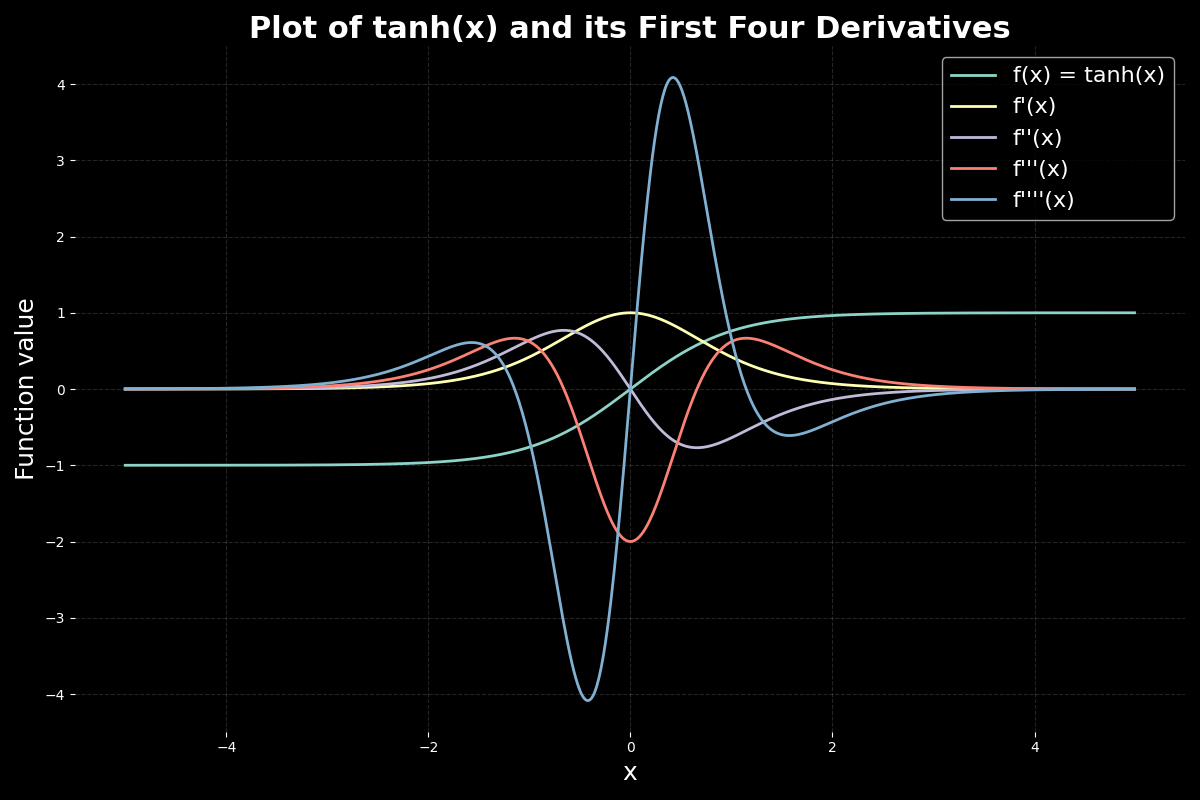 Plot of tanh(x) and its First Four Derivatives
f(x) = tanh(x)
f'(x)
f''(x)
f'''(x)
f''''(x)
Function value
4
3
2
1
0
−1
−2
−3
−4
−4
−2
0
2
4
x